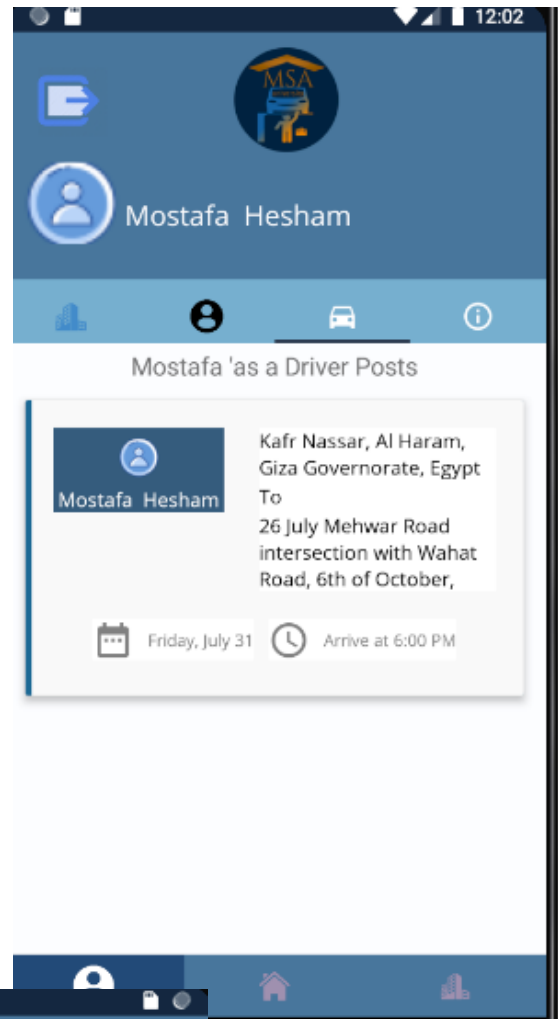 12:02
MSA
Mostafa Hesham
Mostafa 'as a Driver Posts
Mostafa Hesham
Kafr Nassar, Al Haram,
Giza Governorate, Egypt
To
26 July Mehwar Road
intersection with Wahat
Road, 6th of October,
Friday, July 31
Arrive at 6:00 PM